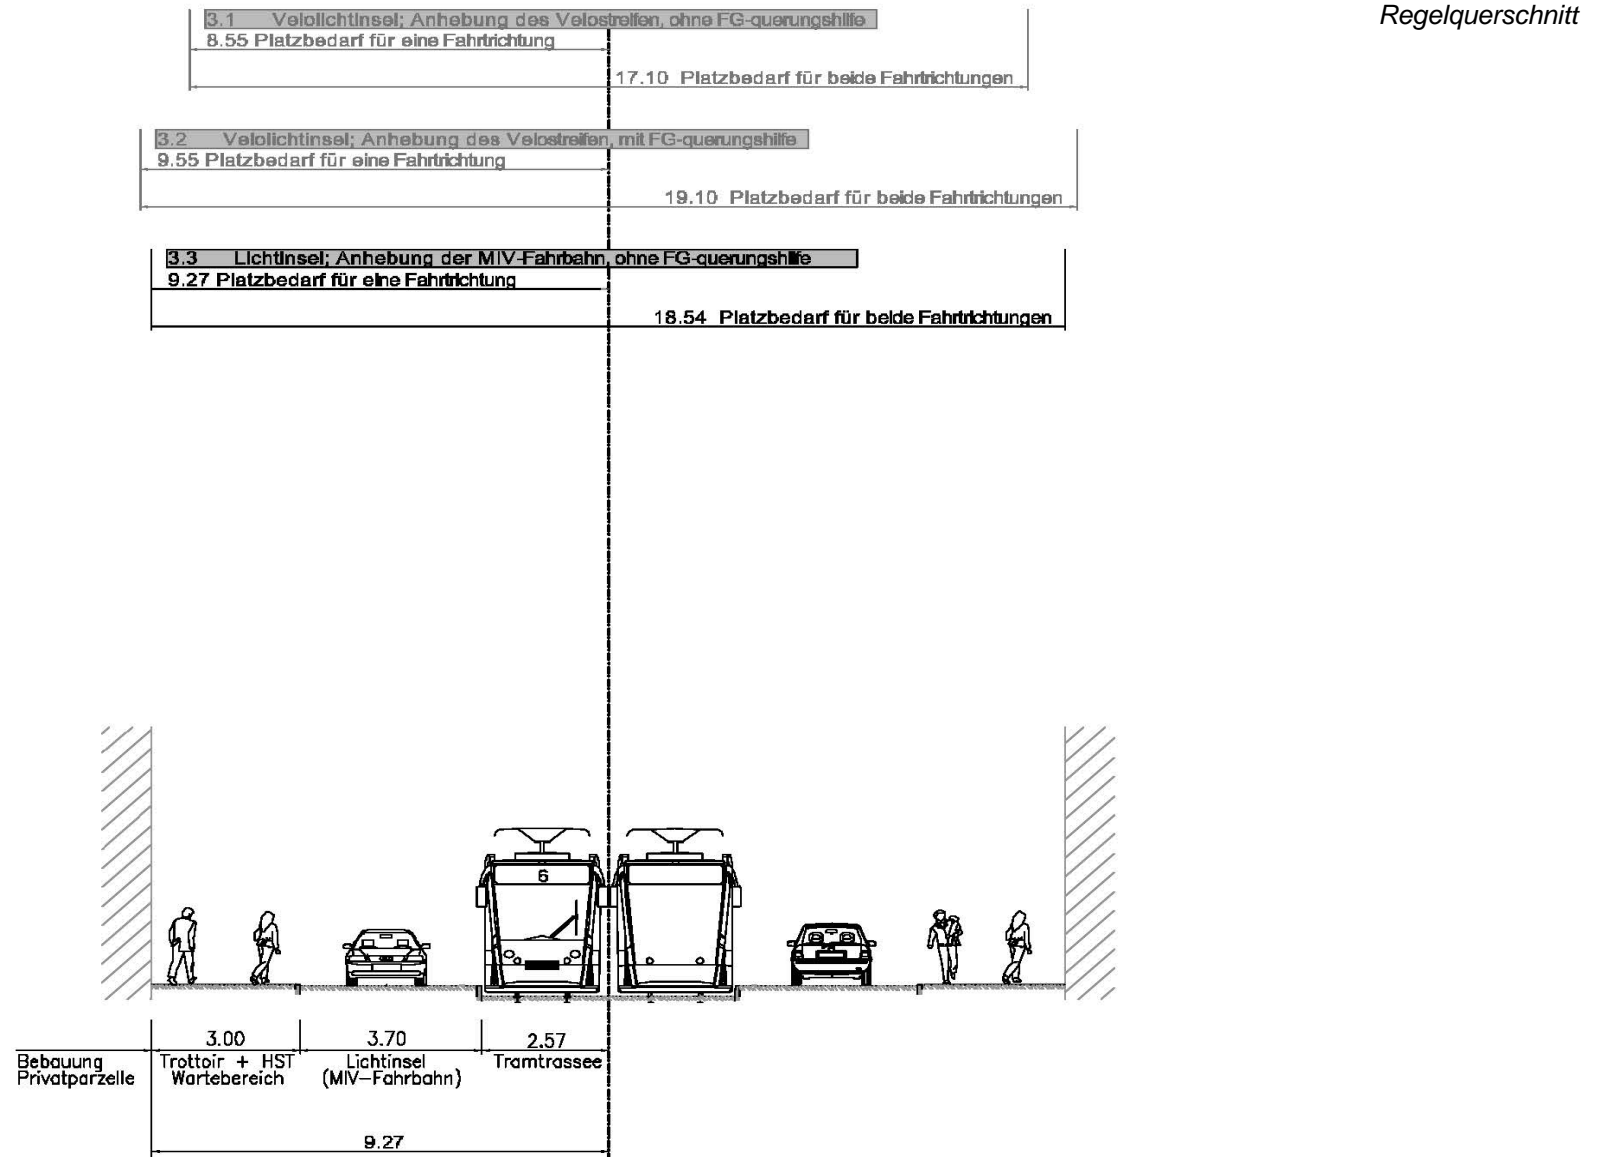 Regelquerschnitt
3.1 Velolichtinsel; Anhebung des Velostreifen, ohne FG-querungshilfe
8.55 Platzbedarf für eine Fahrtrichtung
17.10 Platzbedarf für beide Fahrtrichtungen
3.2 Velolichtinsel; Anhebung des Velostreifen, mit FG-querungshilfe
9.55 Platzbedarf für eine Fahrtrichtung
19.10 Platzbedarf für beide Fahrtrichtungen
3.3 Lichtinsel; Anhebung der MIV-Fahrbahn, ohne FG-querungshilfe
9.27 Platzbedarf für eine Fahrtrichtung
18.54 Platzbedarf für beide Fahrtrichtungen
6
3.00 3.70 2.57
Bebauung Trottoir + HST Lichtinsel Tramtrassee
Privatparzelle Wartebereich (MIV-Fahrbahn)
9.27